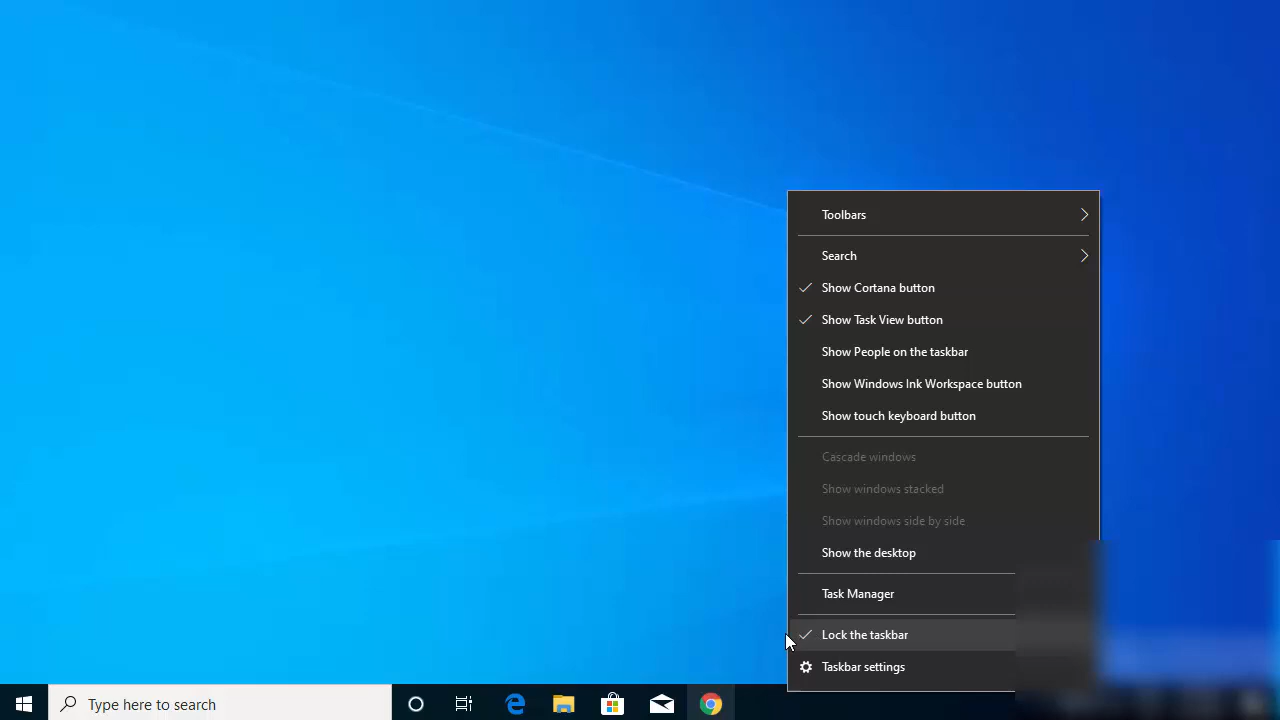 Toolbars
Search
Show Cortana button
Show Task View button
Show People on the taskbar
Show Windows Ink Workspace button
Show touch keyboard button
Cascade windows
Show windows stacked
Show windows side by side
Show the desktop
Task Manager
Lock the taskbar
Taskbar settings
Type here to search